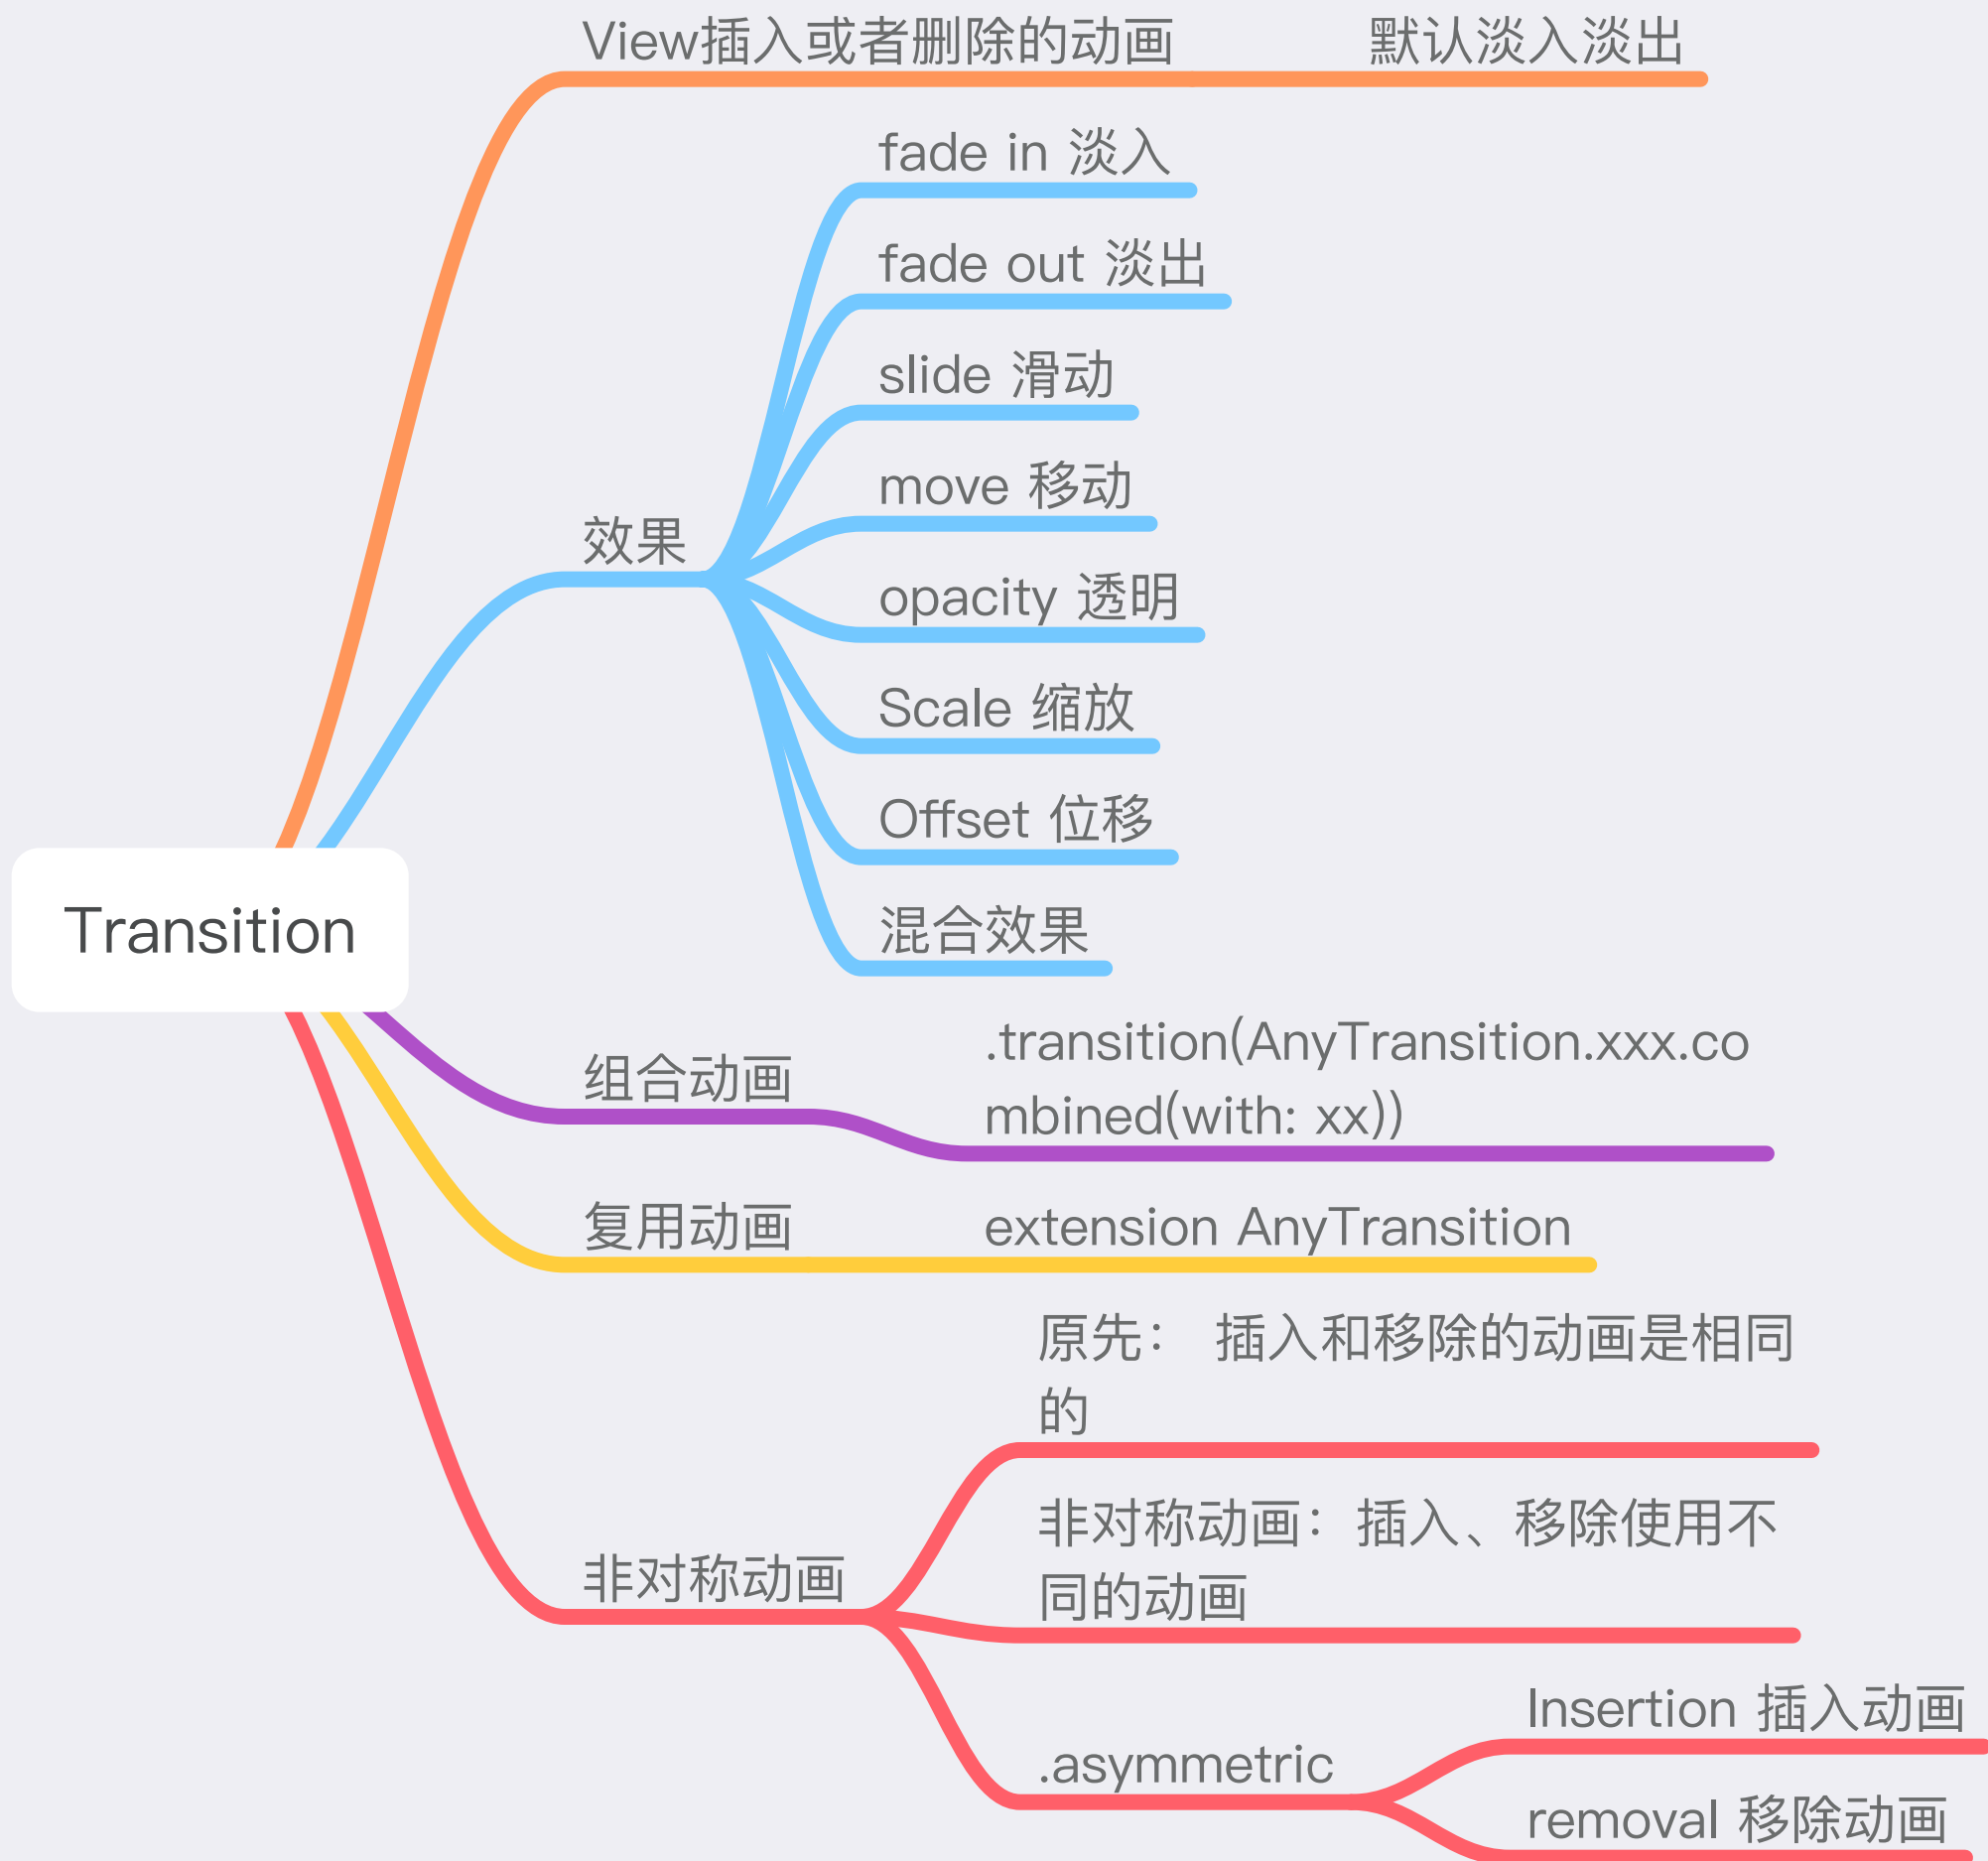 View插入或者删除的动画
默认淡入淡出
fade in 淡入
fade out 淡出
slide 滑动
move 移动
效果
opacity 透明
Scale 缩放
Offset 位移
混合效果
Transition
.transition(AnyTransition.xxx.co
mbined(with: xx))
组合动画
复用动画
extension AnyTransition
原先： 插入和移除的动画是相同
的
非对称动画：插入、移除使用不
同的动画
非对称动画
.asymmetric
Insertion 插入动画
removal 移除动画